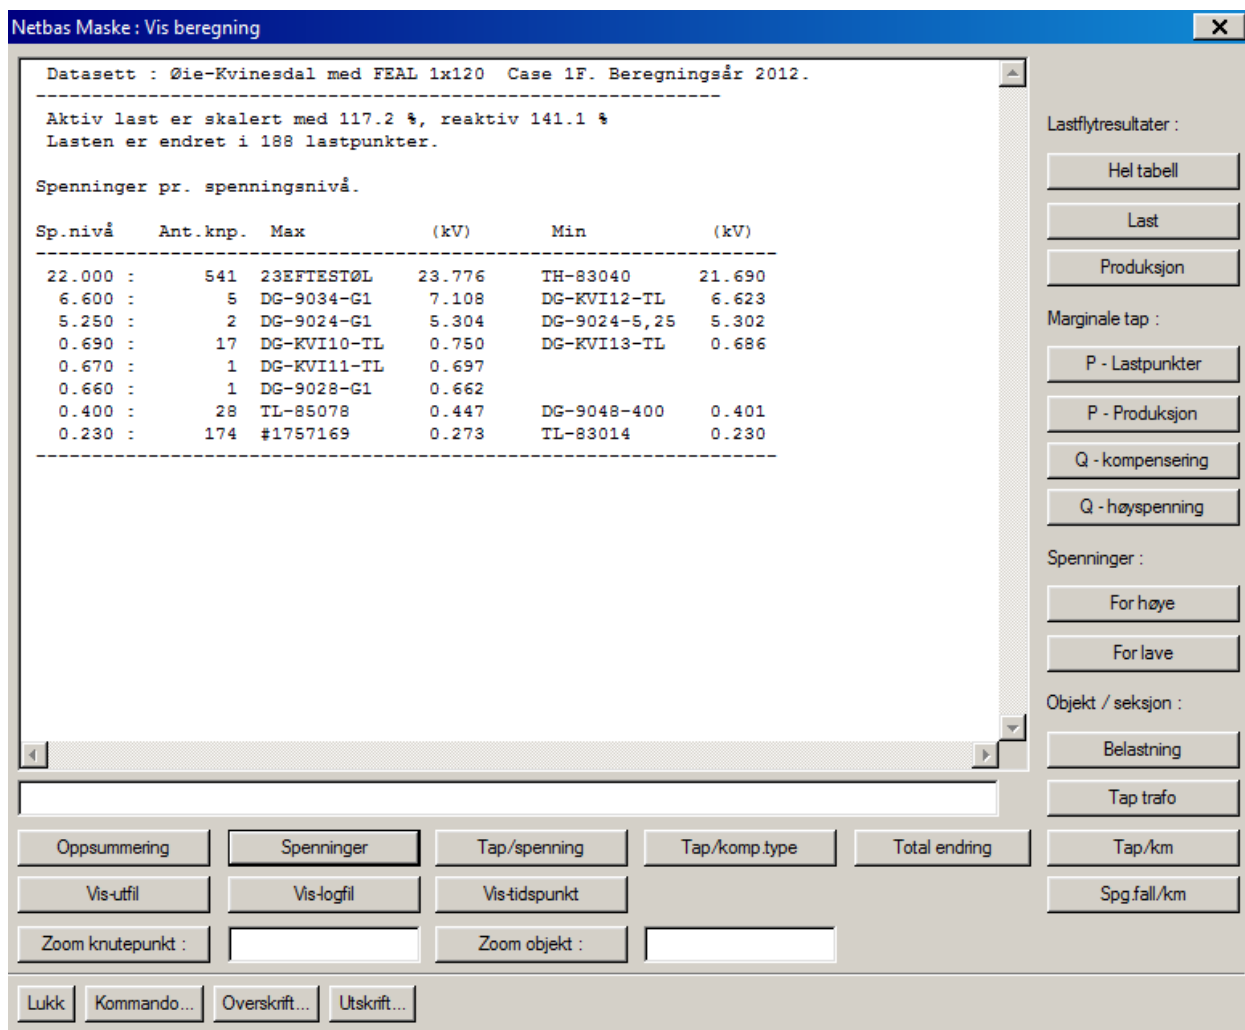 Netbas Maske : Vis beregning
Datasett : Øie-Kvinesdal med FEAL 1x120  Case 1F. Beregningsår 2012.
Aktiv last er skalert med 117.2 %, reaktiv 141.1 %
Lasten er endret i 188 lastpunkter.
Spenninger pr. spenningsnivå.
Sp.nivå    Ant.knp.  Max           (kV)       Min           (kV)
22.000 :      541  23EFTESTØL    23.776     TH-83040      21.690
6.600 :        5  DG-9034-G1     7.108     DG-KVI12-TL    6.623
5.250 :        2  DG-9024-G1     5.304     DG-9024-5,25   5.302
0.690 :       17  DG-KVI10-TL    0.750     DG-KVI13-TL    0.686
0.670 :        1  DG-KVI11-TL    0.697
0.660 :        1  DG-9028-G1     0.662
0.400 :       28  TL-85078       0.447     DG-9048-400    0.401
0.230 :      174  #1757169       0.273     TL-83014       0.230
Lastflytresultater :
Hel tabell
Last
Produksjon
Marginale tap :
P - Lastpunkter
P - Produksjon
Q - kompensering
Q - høyspenning
Spenninger :
For høye
For lave
Objekt / seksjon :
Belastning
Tap trafo
Oppsummering  Spenninger  Tap/spenning  Tap/komp.type  Total endring  Tap/km
Vis-utfil  Vis-logfil  Vis-tidspunkt  Spg.fall/km
Zoom knutepunkt :  Zoom objekt :
Lukk  Kommando...  Overskrift...  Utskrift...